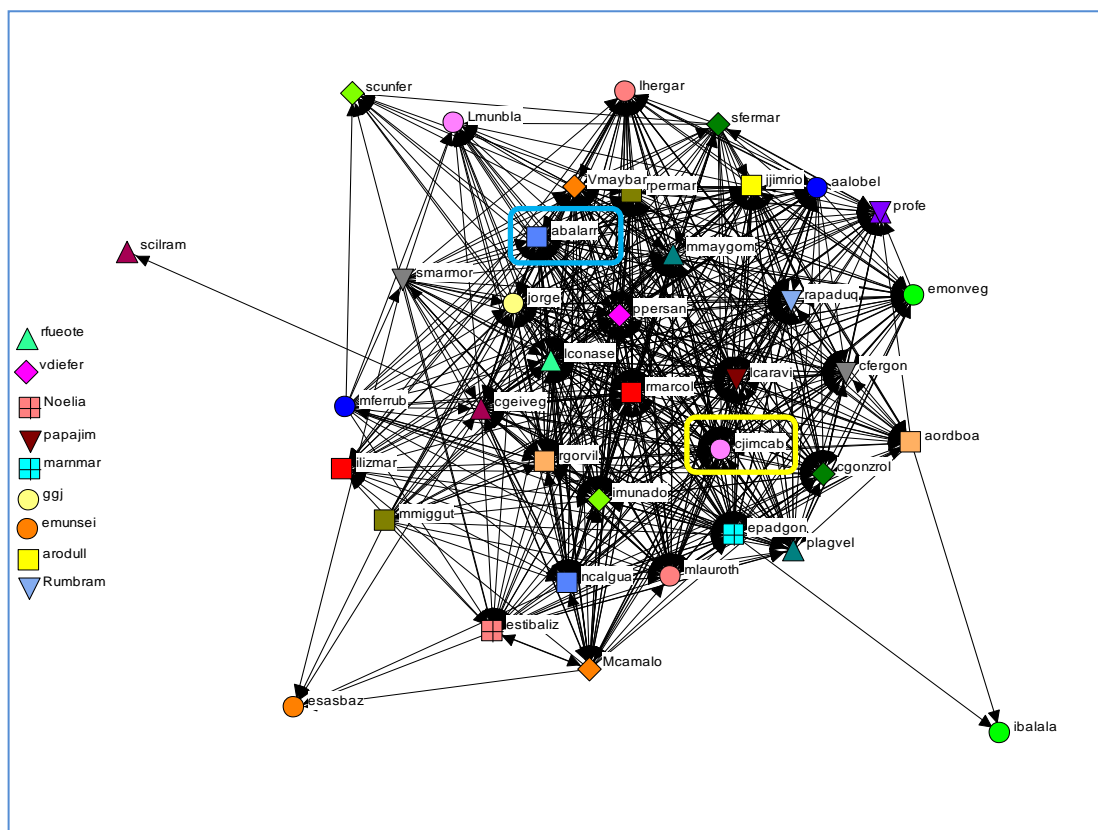 scunfer
lhergar
Lmunbla
sfermar
Vmaybar
rpermar
jjimrio
aalobel
profe
abalarr
mmaygom
scilram
smarmor
jorge
ppersan
rapaduq
emonveg
rfueote
lconase
vdiefer
rmarcol
lcaravi
cfergon
Noelia
mferrub
cgeiveg
papajim
cjimcab
aordboa
marnmar
ilizmar
rgorvil
cgonzrol
ggj
imunado
mmiggut
emunsei
epadgon
plagvel
arodull
ncalgua
mlauroth
Rumbram
estibaliz
Mcamalo
esasbaz
ibalala